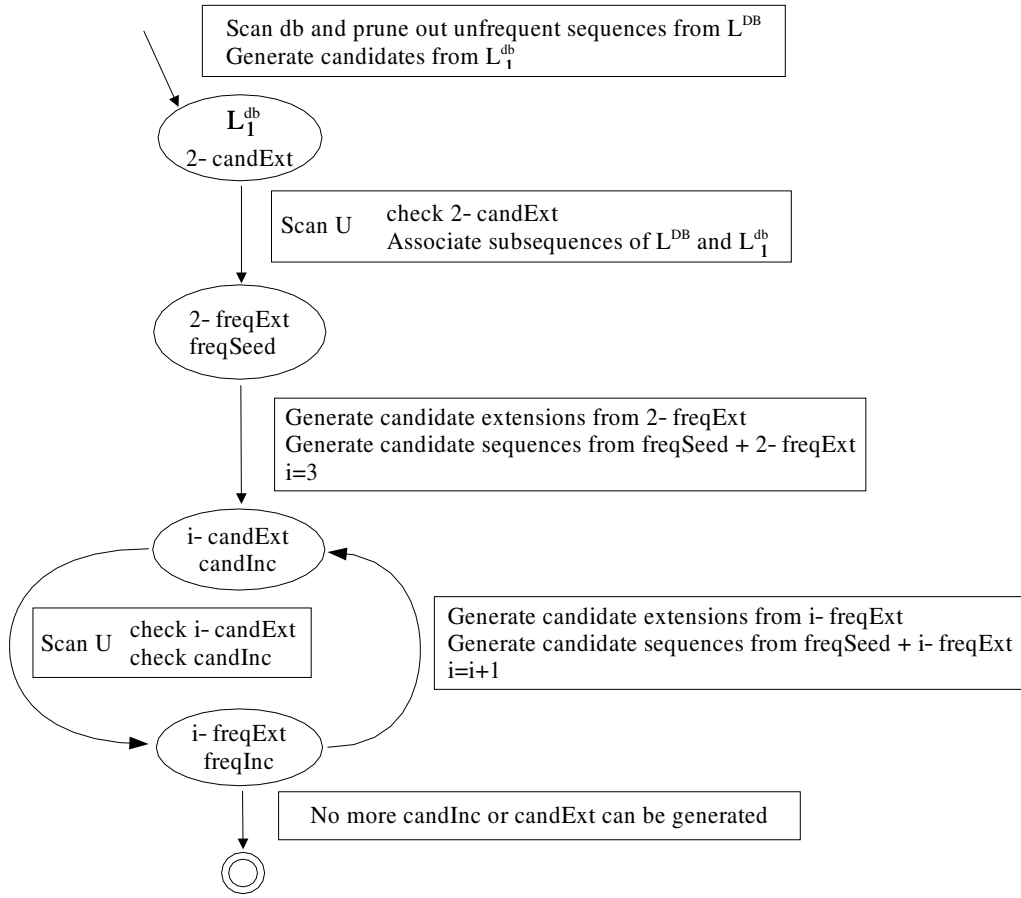 Scan db and prune out unfrequent sequences from L^DB
Generate candidates from L_1^db
L_1^db
2- candExt
Scan U check 2- candExt
Associate subsequences of L^DB and L_1^db
2- freqExt
freqSeed
Generate candidate extensions from 2- freqExt
Generate candidate sequences from freqSeed + 2- freqExt
i=3
i- candExt
candInc
Scan U check i- candExt
check candInc
Generate candidate extensions from i- freqExt
Generate candidate sequences from freqSeed + i- freqExt
i=i+1
i- freqExt
freqInc
No more candInc or candExt can be generated